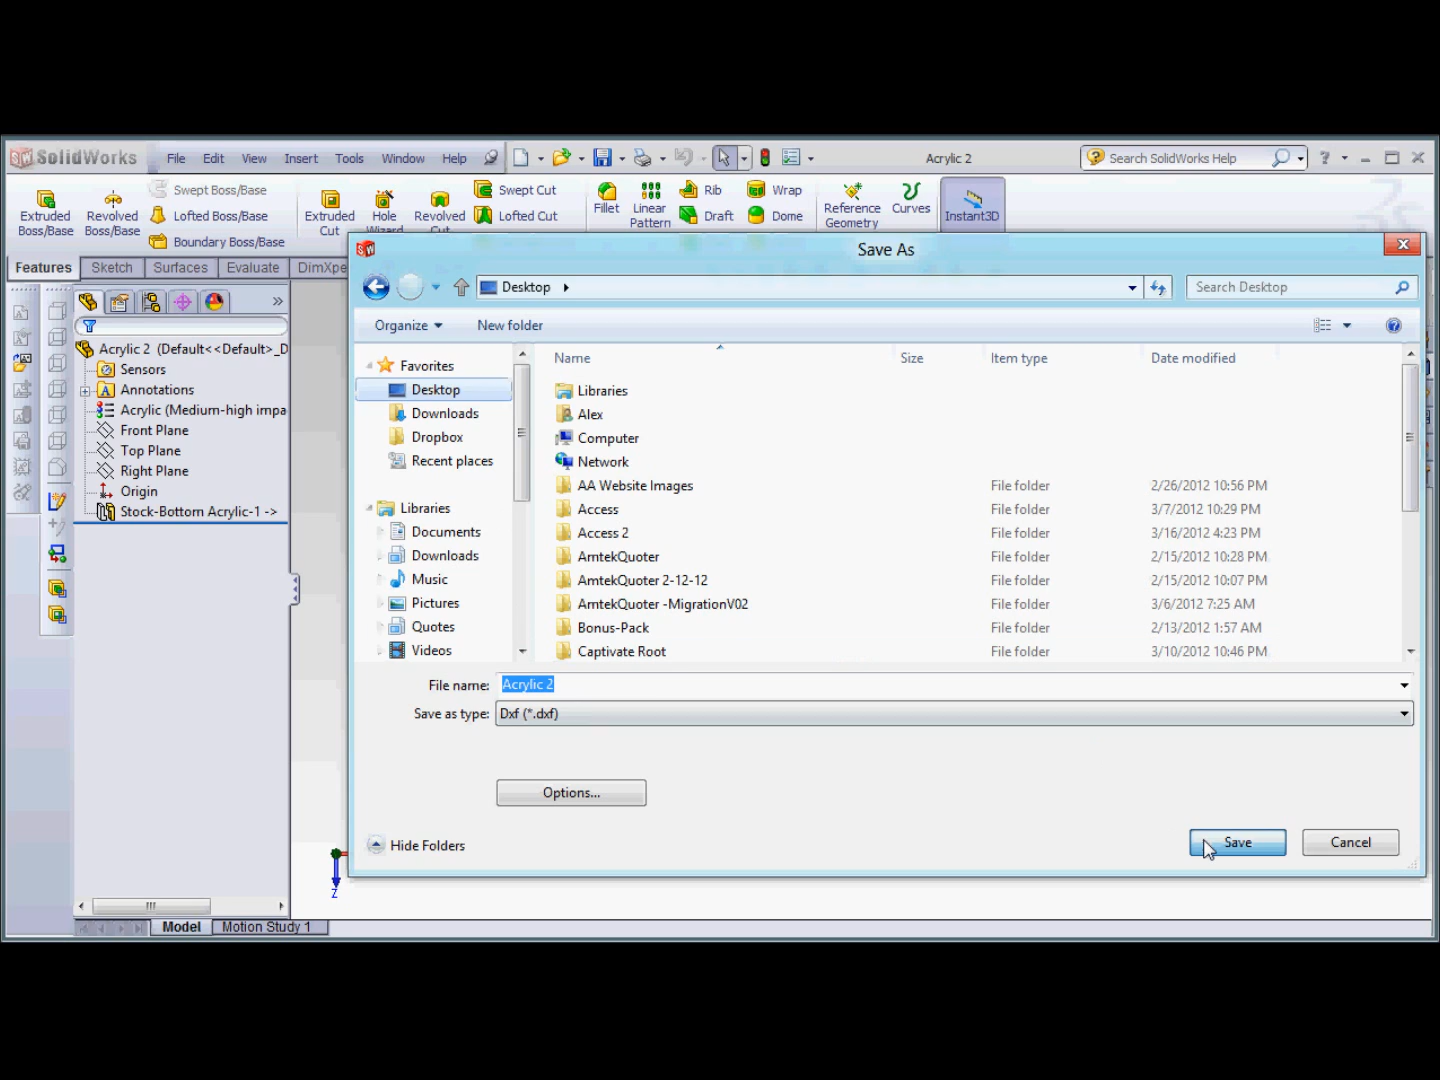 SolidWorks File Edit View Insert Tools Window Help Acrylic 2 Search SolidWorks Help ?
Extruded Boss/Base
Revolved Boss/Base
Swept Boss/Base
Lofted Boss/Base
Boundary Boss/Base
Extruded Cut
Hole Wizard
Revolved Cut
Swept Cut
Lofted Cut
Fillet
Linear Pattern
Rib
Draft
Wrap
Dome
Reference Geometry
Curves
Instant3D
Features Sketch Surfaces Evaluate DimXpe
Acrylic 2 (Default<<Default>_D
Sensors
Annotations
Acrylic (Medium-high impa
Front Plane
Top Plane
Right Plane
Origin
Stock-Bottom Acrylic-1 ->
Save As
Desktop
Search Desktop
Organize New folder
Favorites
Desktop
Downloads
Dropbox
Recent places
Libraries
Documents
Downloads
Music
Pictures
Quotes
Videos
Name Size Item type Date modified
Libraries
Alex
Computer
Network
AA Website Images File folder 2/26/2012 10:56 PM
Access File folder 3/7/2012 10:29 PM
Access 2 File folder 3/16/2012 4:23 PM
AmtekQuoter File folder 2/15/2012 10:28 PM
AmtekQuoter 2-12-12 File folder 2/15/2012 10:07 PM
AmtekQuoter -MigrationV02 File folder 3/6/2012 7:25 AM
Bonus-Pack File folder 2/13/2012 1:57 AM
Captivate Root File folder 3/10/2012 10:46 PM
File name: Acrylic 2
Save as type: Dxf (*.dxf)
Options...
Hide Folders
Save Cancel
Z
Model Motion Study 1